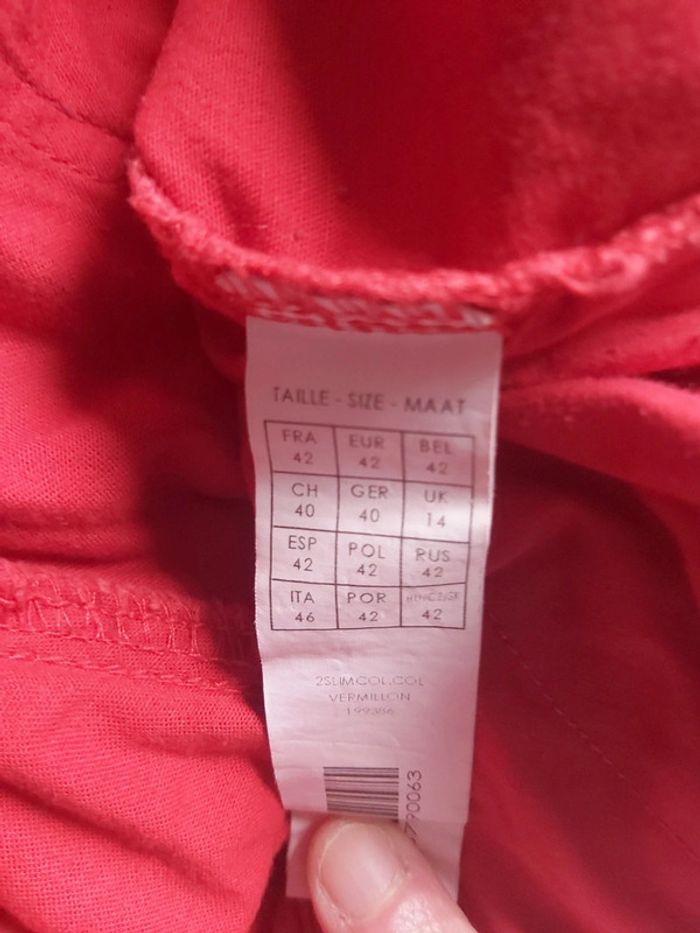 TAILLE - SIZE - MAAT
FRA EUR BEL
42 42 42
CH GER UK
40 40 14
ESP POL RUS
42 42 42
ITA POR
46 42 42
2SLIMCOL.COL
VERMILLON
199386
790063